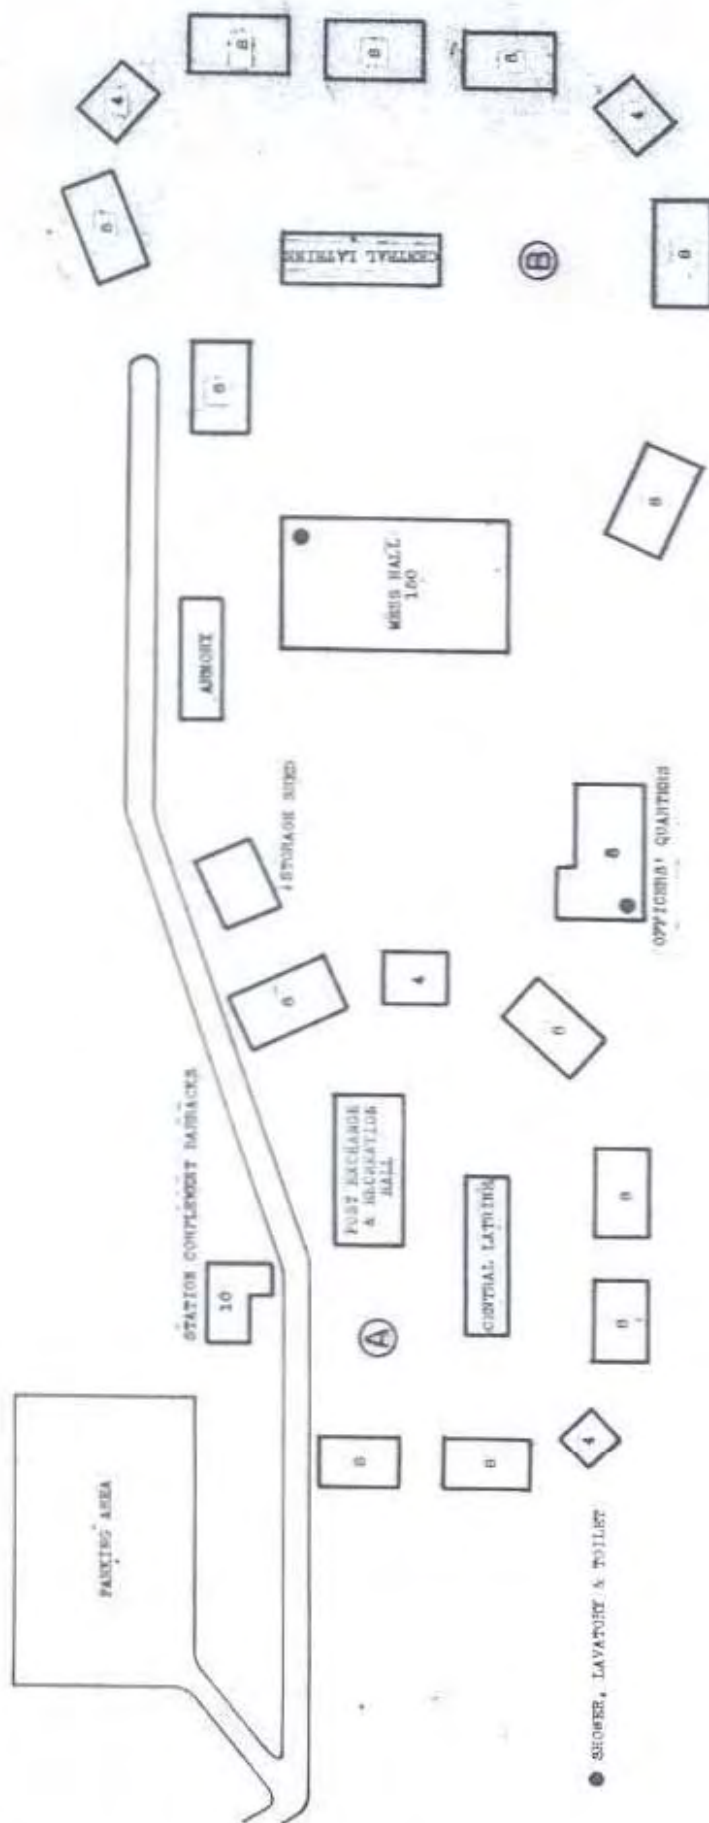 PARKING AREA
STATION COMPLEMENT BARRACKS
10
8
8
4
A
CENTRAL LATRINE
POST EXCHANGE
& RECREATION
HALL
8
8
8
8
4
STORAGE SHED
OFFICERS' QUARTERS
8
ARMORY
MESS HALL
150
8
8
CENTRAL LATRINE
B
8
8
4
8
8
8
4
SHOWER, LAVATORY & TOILET